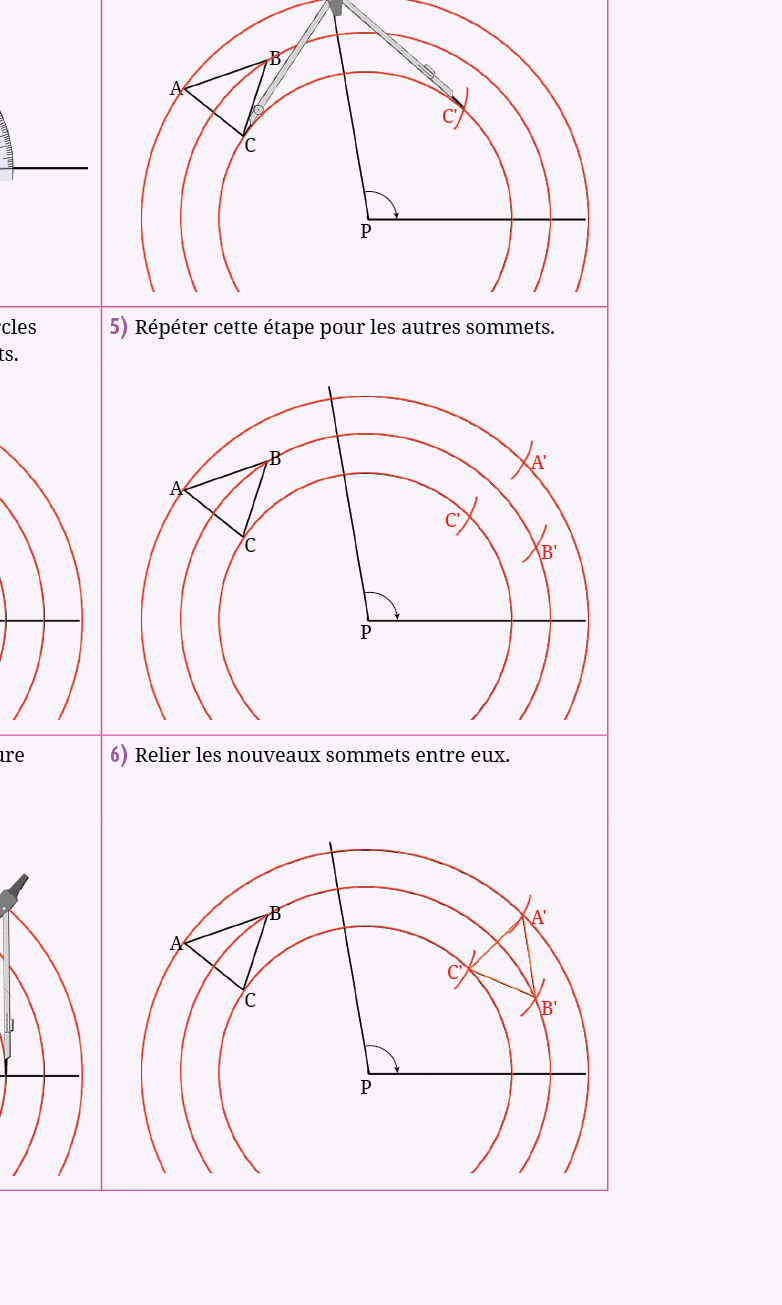 B
A
C'
C
P
rcles
ts.
5) Répéter cette étape pour les autres sommets.
B
A'
A
C'
C
B'
P
ure
6) Relier les nouveaux sommets entre eux.
B
A'
A
C'
C
B'
P